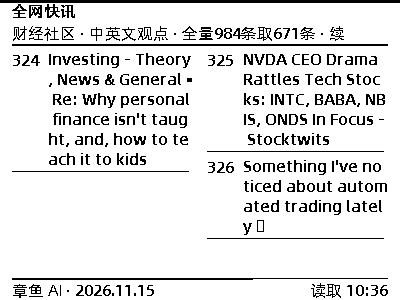 全网快讯
财经社区 · 中英文观点 · 全量984条取671条 · 续
324 Investing - Theory
, News & General •
Re: Why personal
finance isn't taug
ht, and, how to te
ach it to kids
325 NVDA CEO Drama
Rattles Tech Stoc
ks: INTC, BABA, NB
IS, ONDS In Focus -
Stocktwits
326 Something I've no
ticed about autom
ated trading latel
y
章鱼 AI · 2026.11.15
读取 10:36